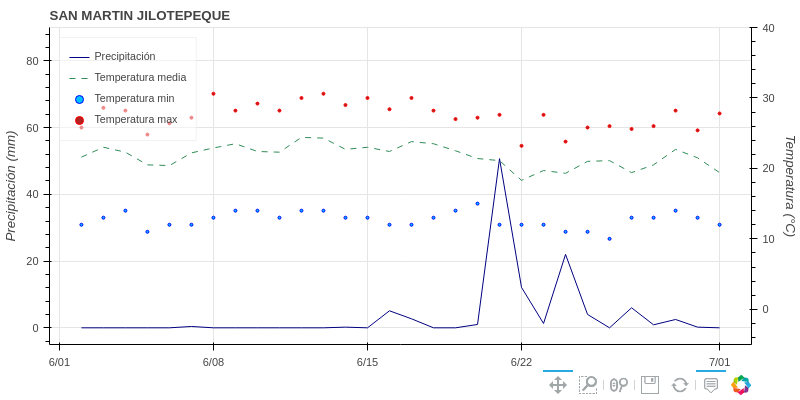 SAN MARTIN JILOTEPEQUE
Precipitación
Temperatura media
Temperatura min
Temperatura max
Precipitación (mm)
80
60
40
20
0
40
30
20
10
0
Temperatura (°C)
6/01
6/08
6/15
6/22
7/01